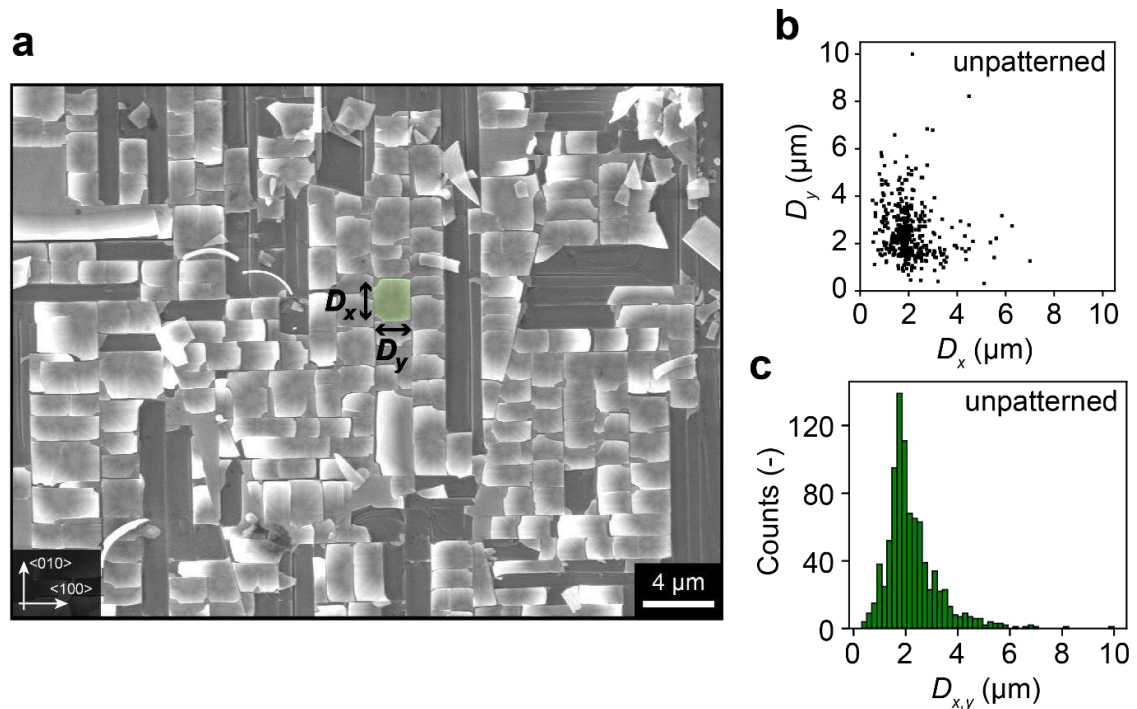 a
Dx
Dy
<010>
<100>
4 µm
b
unpatterned
10
8
6
4
2
0
Dy (µm)
0 2 4 6 8 10
Dx (µm)
c
unpatterned
120
80
40
0
Counts (-)
0 2 4 6 8 10
Dx,y (µm)